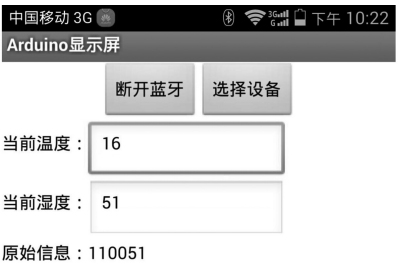 中国移动 3G 3G G 下午 10:22
Arduino显示屏
断开蓝牙 选择设备
当前温度：16
当前湿度：51
原始信息：110051